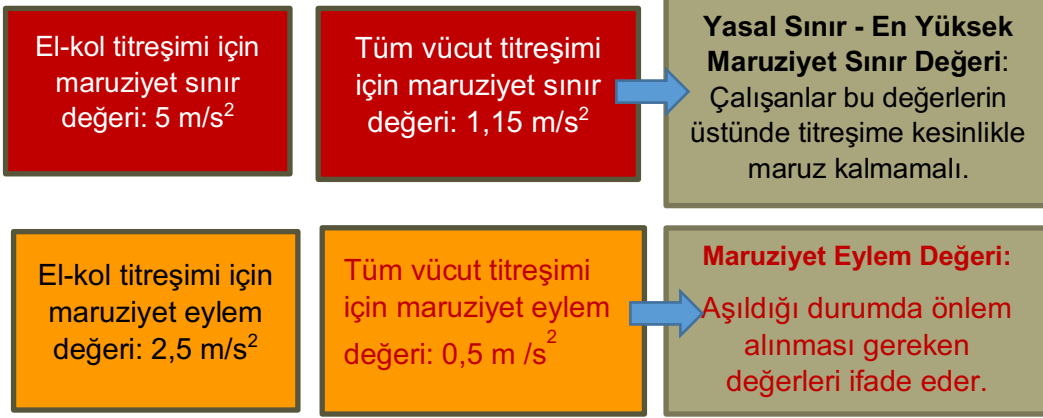 El-kol titreşimi için
maruziyet sınır
değeri: 5 m/s²
Tüm vücut titreşimi
için maruziyet sınır
değeri: 1,15 m/s²
Yasal Sınır - En Yüksek
Maruziyet Sınır Değeri:
Çalışanlar bu değerlerin
üstünde titreşime kesinlikle
maruz kalmamalı.
El-kol titreşimi için
maruziyet eylem
değeri: 2,5 m/s²
Tüm vücut titreşimi
için maruziyet eylem
değeri: 0,5 m /s²
Maruziyet Eylem Değeri:
Aşıldığı durumda önlem
alınması gereken
değerleri ifade eder.